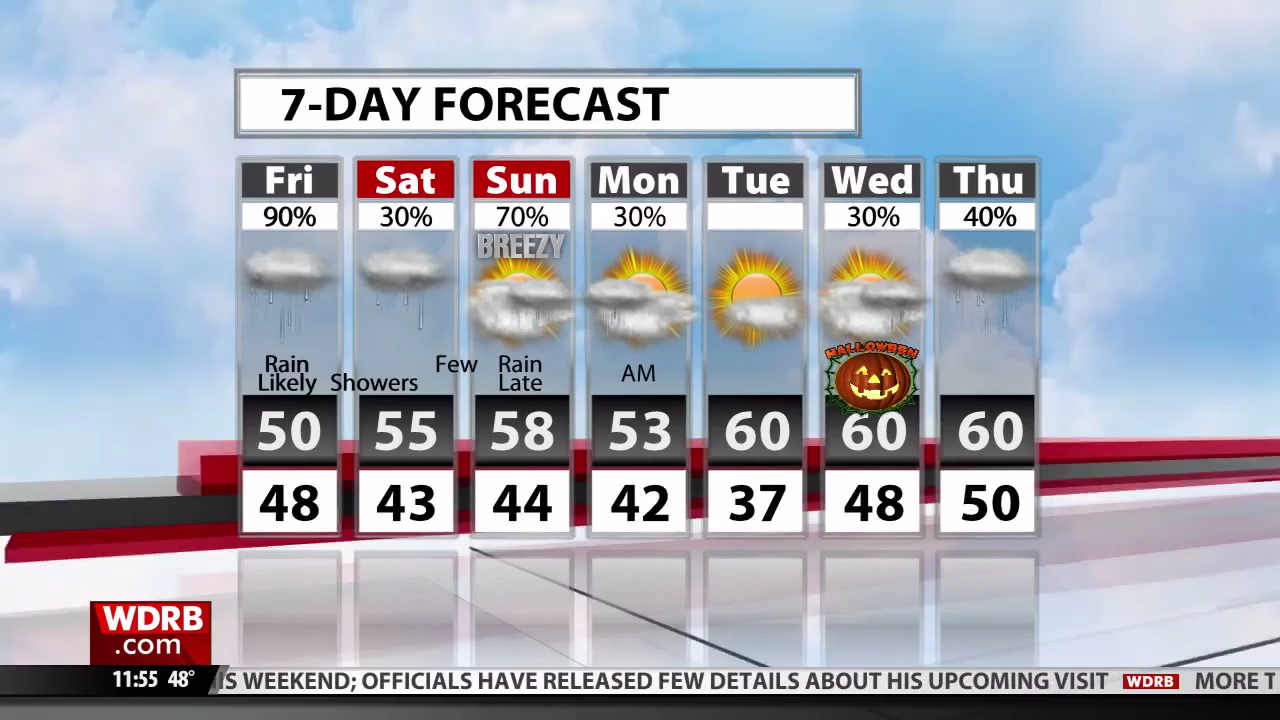 7-DAY FORECAST
Fri Sat Sun Mon Tue Wed Thu
90% 30% 70% 30% 30% 40%
BREEZY
HALLOWEEN
Rain Few Rain
Likely Showers Late AM
50 55 58 53 60 60 60
48 43 44 42 37 48 50
WDRB
.com
11:55 48° IS WEEKEND; OFFICIALS HAVE RELEASED FEW DETAILS ABOUT HIS UPCOMING VISIT WDRB MORE T